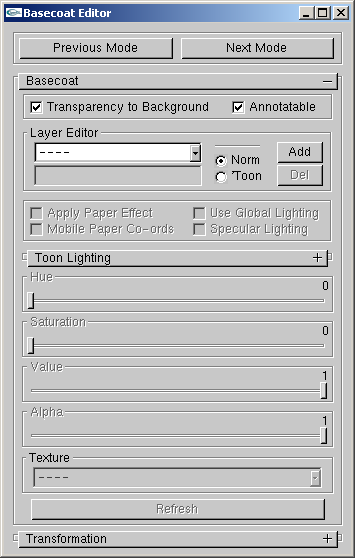 Basecoat Editor
Previous Mode Next Mode
Basecoat
Transparency to Background Annotatable
Layer Editor
---- Norm Add
'Toon Del
Apply Paper Effect Use Global Lighting
Mobile Paper Co-ords Specular Lighting
Toon Lighting +
Hue
0
Saturation
0
Value
1
Alpha
1
Texture
----
Refresh
Transformation +